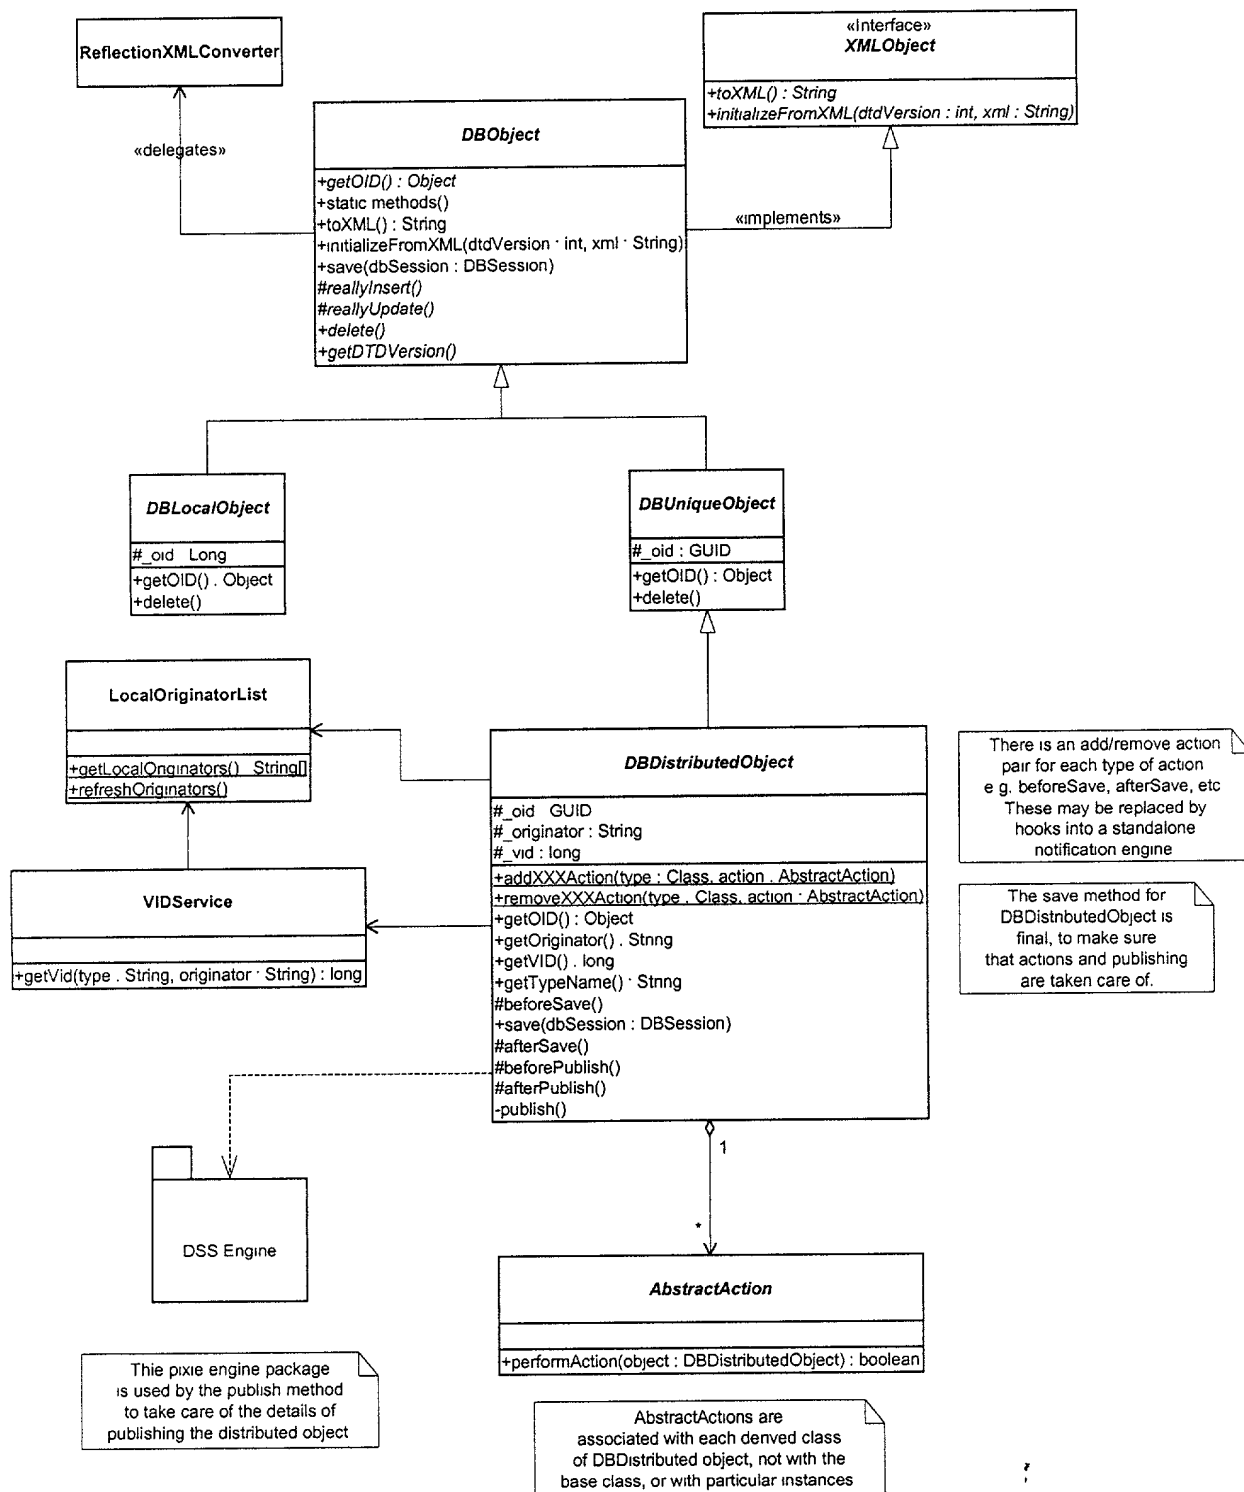 ReflectionXMLConverter
«Interface»
XMLObject
+toXML() : String
+initializeFromXML(dtdVersion : int, xml : String)
«delegates»
DBObject
+getOID() : Object
+static methods()
+toXML() : String
+initializeFromXML(dtdVersion : int, xml : String)
+save(dbSession : DBSession)
#reallyInsert()
#reallyUpdate()
+delete()
+getDTDVersion()
«implements»
DBLocalObject
#_oid Long
+getOID() . Object
+delete()
DBUniqueObject
#_oid : GUID
+getOID() : Object
+delete()
LocalOriginatorList
+getLocalOriginators() String[]
+refreshOriginators()
VIDService
+getVid(type . String, originator : String) : long
DBDistributedObject
#_oid GUID
#_originator : String
#_vid : long
+addXXXAction(type : Class, action . AbstractAction)
+removeXXXAction(type . Class, action : AbstractAction)
+getOID() : Object
+getOriginator() . String
+getVID() . long
+getTypeName() : String
#beforeSave()
+save(dbSession : DBSession)
#afterSave()
#beforePublish()
#afterPublish()
-publish()
There is an add/remove action
pair for each type of action
e g. beforeSave, afterSave, etc
These may be replaced by
hooks into a standalone
notification engine
The save method for
DBDistributedObject is
final, to make sure
that actions and publishing
are taken care of.
1
*
DSS Engine
AbstractAction
+performAction(object : DBDistributedObject) : boolean
Thie pixie engine package
is used by the publish method
to take care of the details of
publishing the distributed object
AbstractActions are
associated with each derived class
of DBDistributed object, not with the
base class, or with particular instances